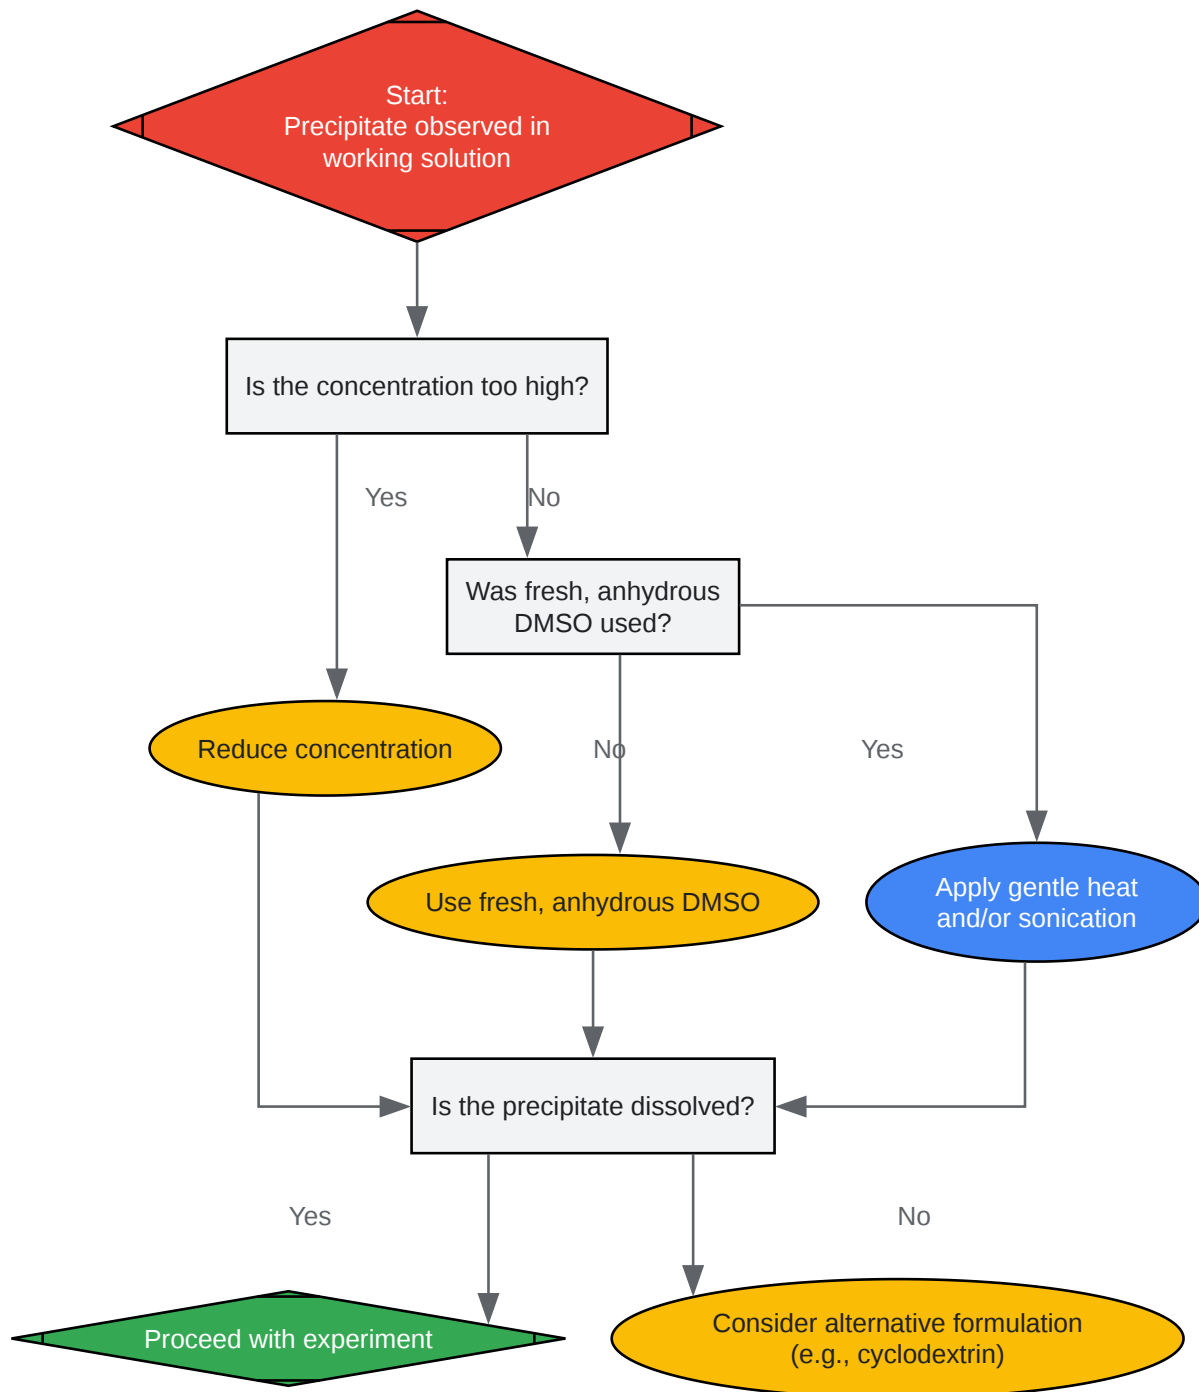 Start:
Precipitate observed in
working solution
Is the concentration too high?
Yes
No
Was fresh, anhydrous
DMSO used?
Reduce concentration
No
Yes
Use fresh, anhydrous DMSO
Apply gentle heat
and/or sonication
Is the precipitate dissolved?
Yes
No
Proceed with experiment
Consider alternative formulation
(e.g., cyclodextrin)